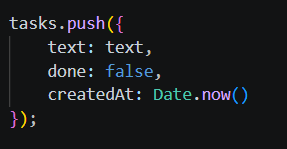 tasks.push({
    text: text,
    done: false,
    createdAt: Date.now()
});